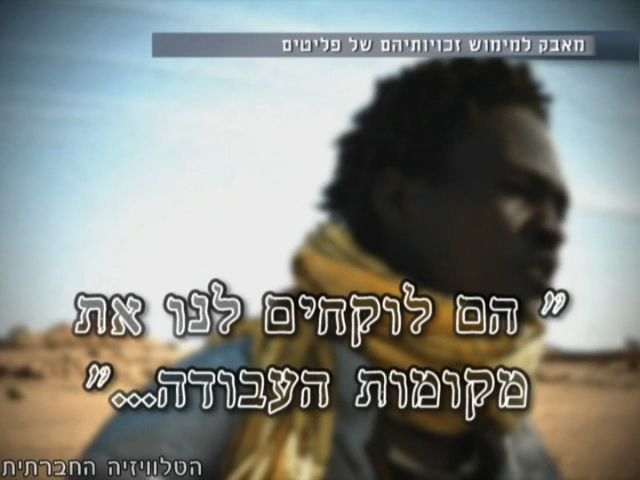 מאבק למימוש זכויותיהם של פליטים
" הם לוקחים לנו את
מקומות העבודה..."
הטלוויזיה החברתית